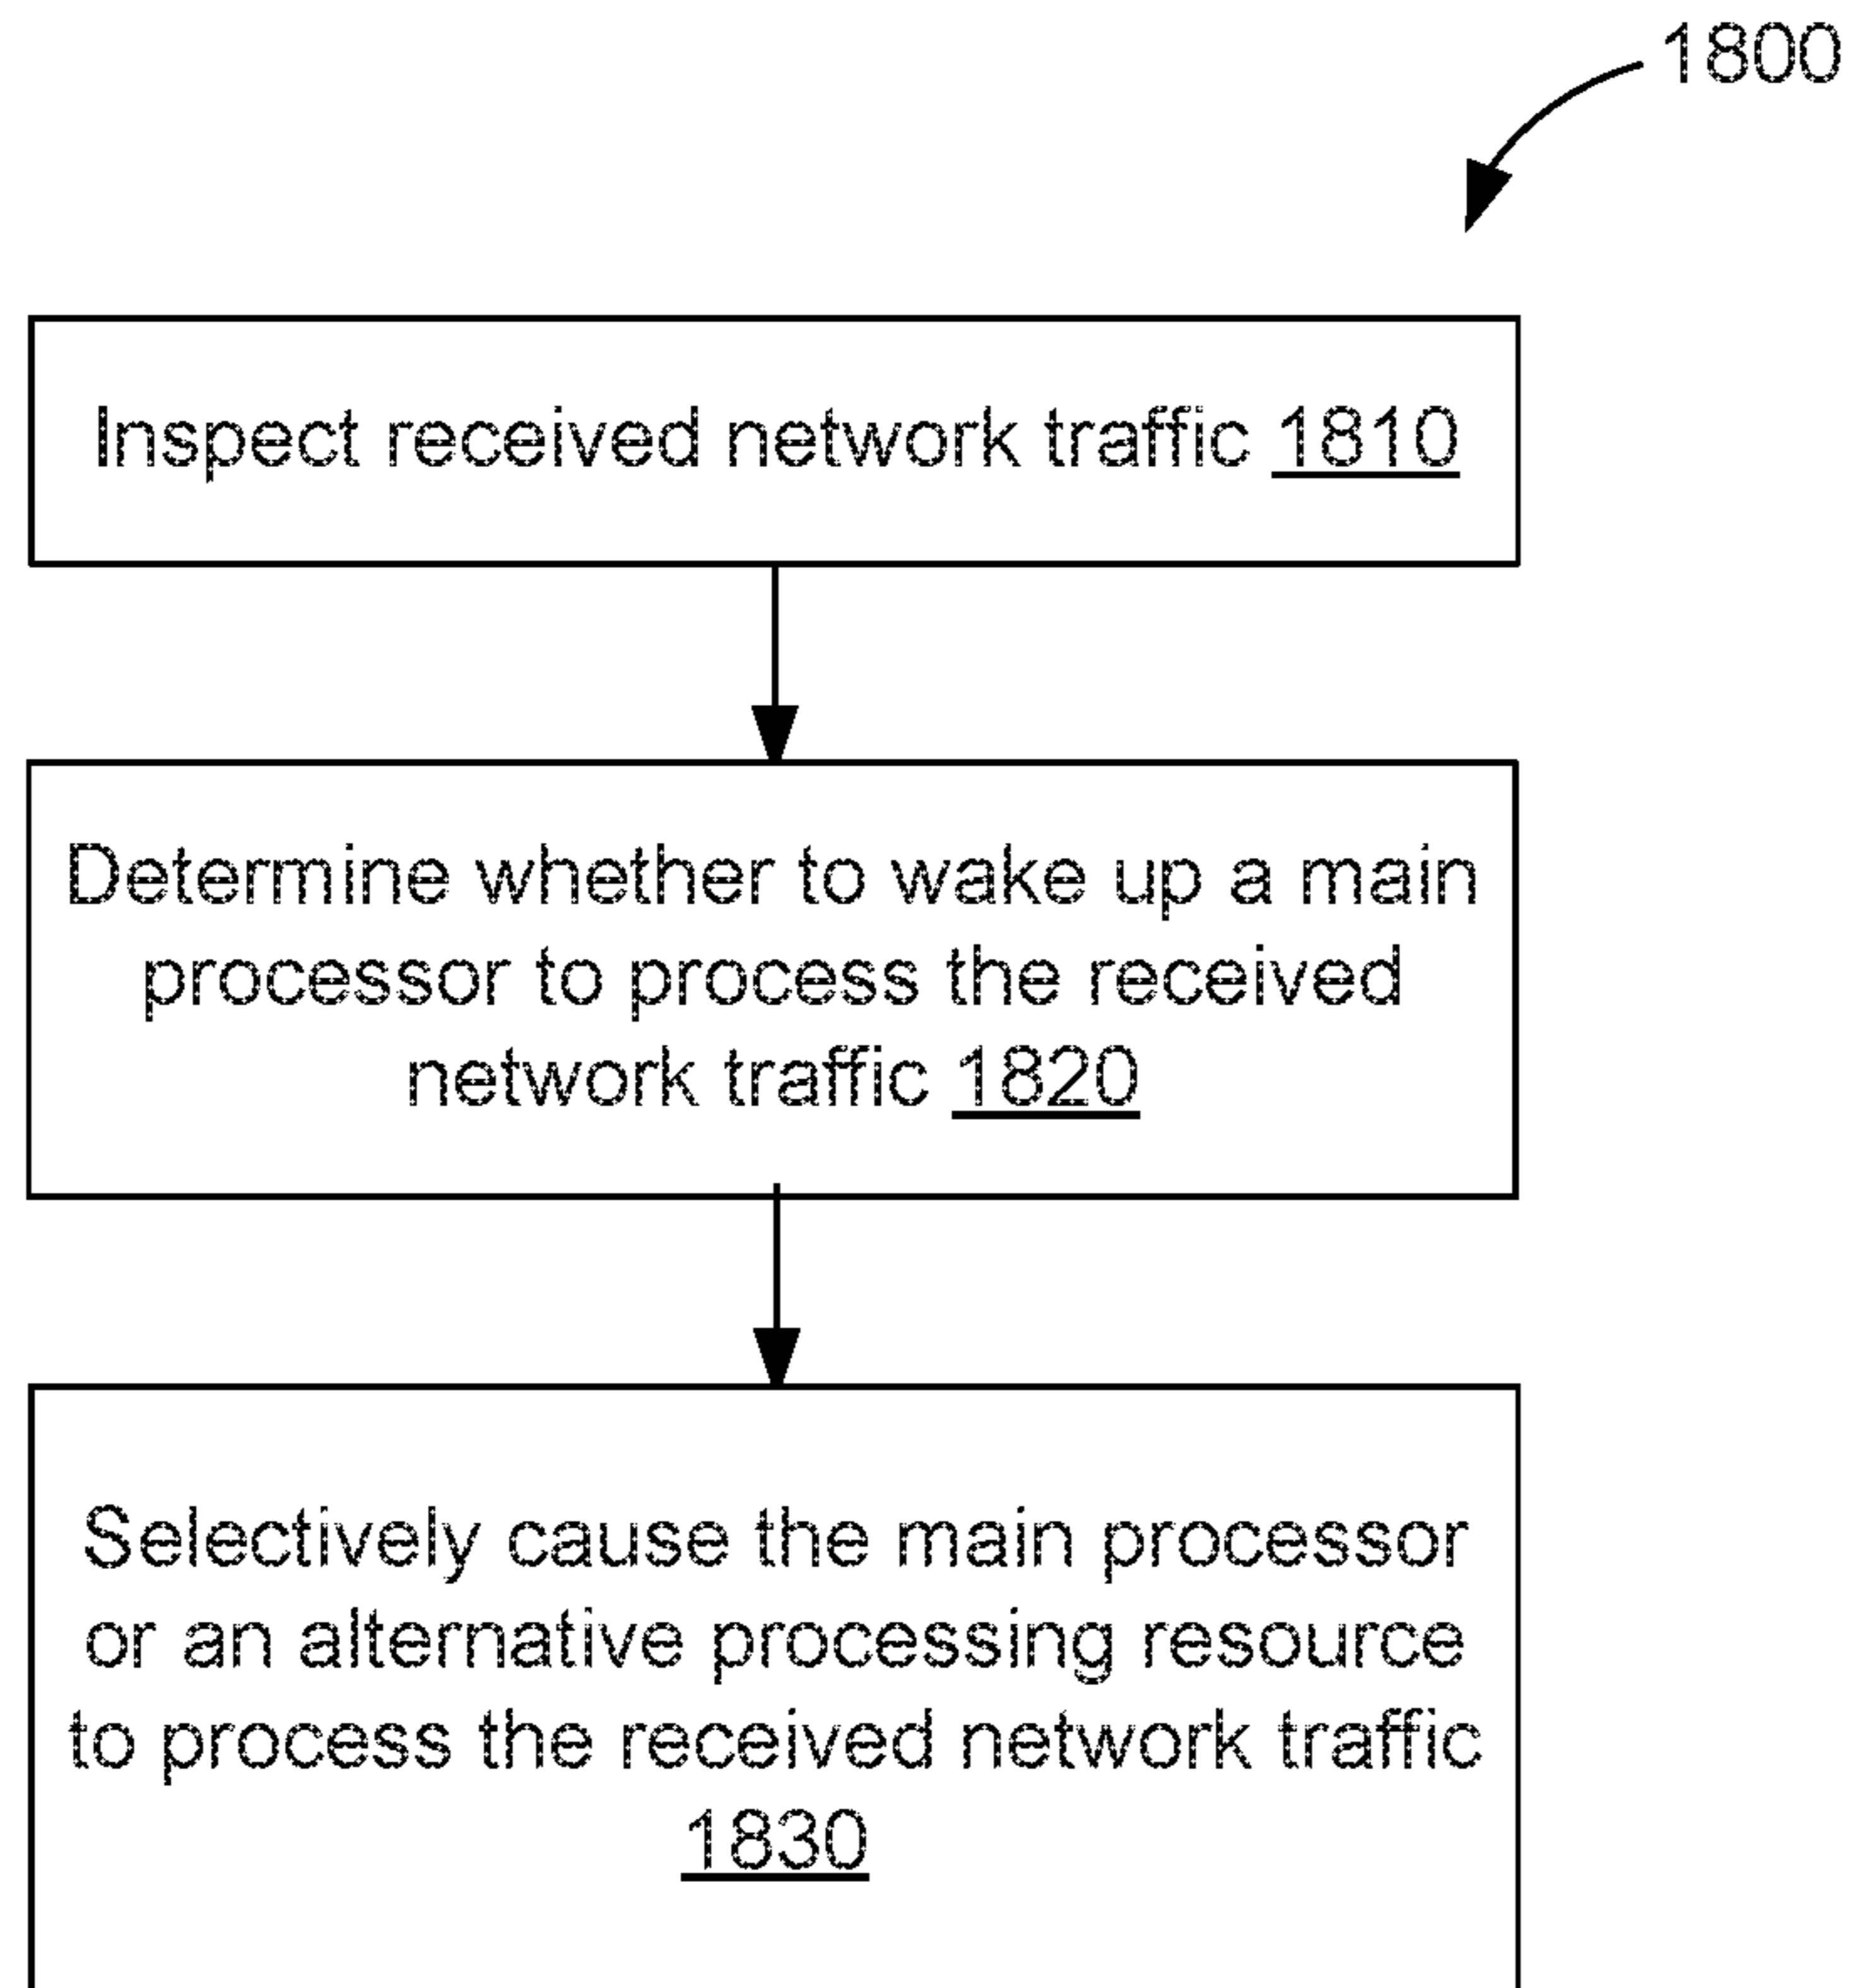 1800
Inspect received network traffic 1810
Determine whether to wake up a main
processor to process the received
network traffic 1820
Selectively cause the main processor
or an alternative processing resource
to process the received network traffic
1830